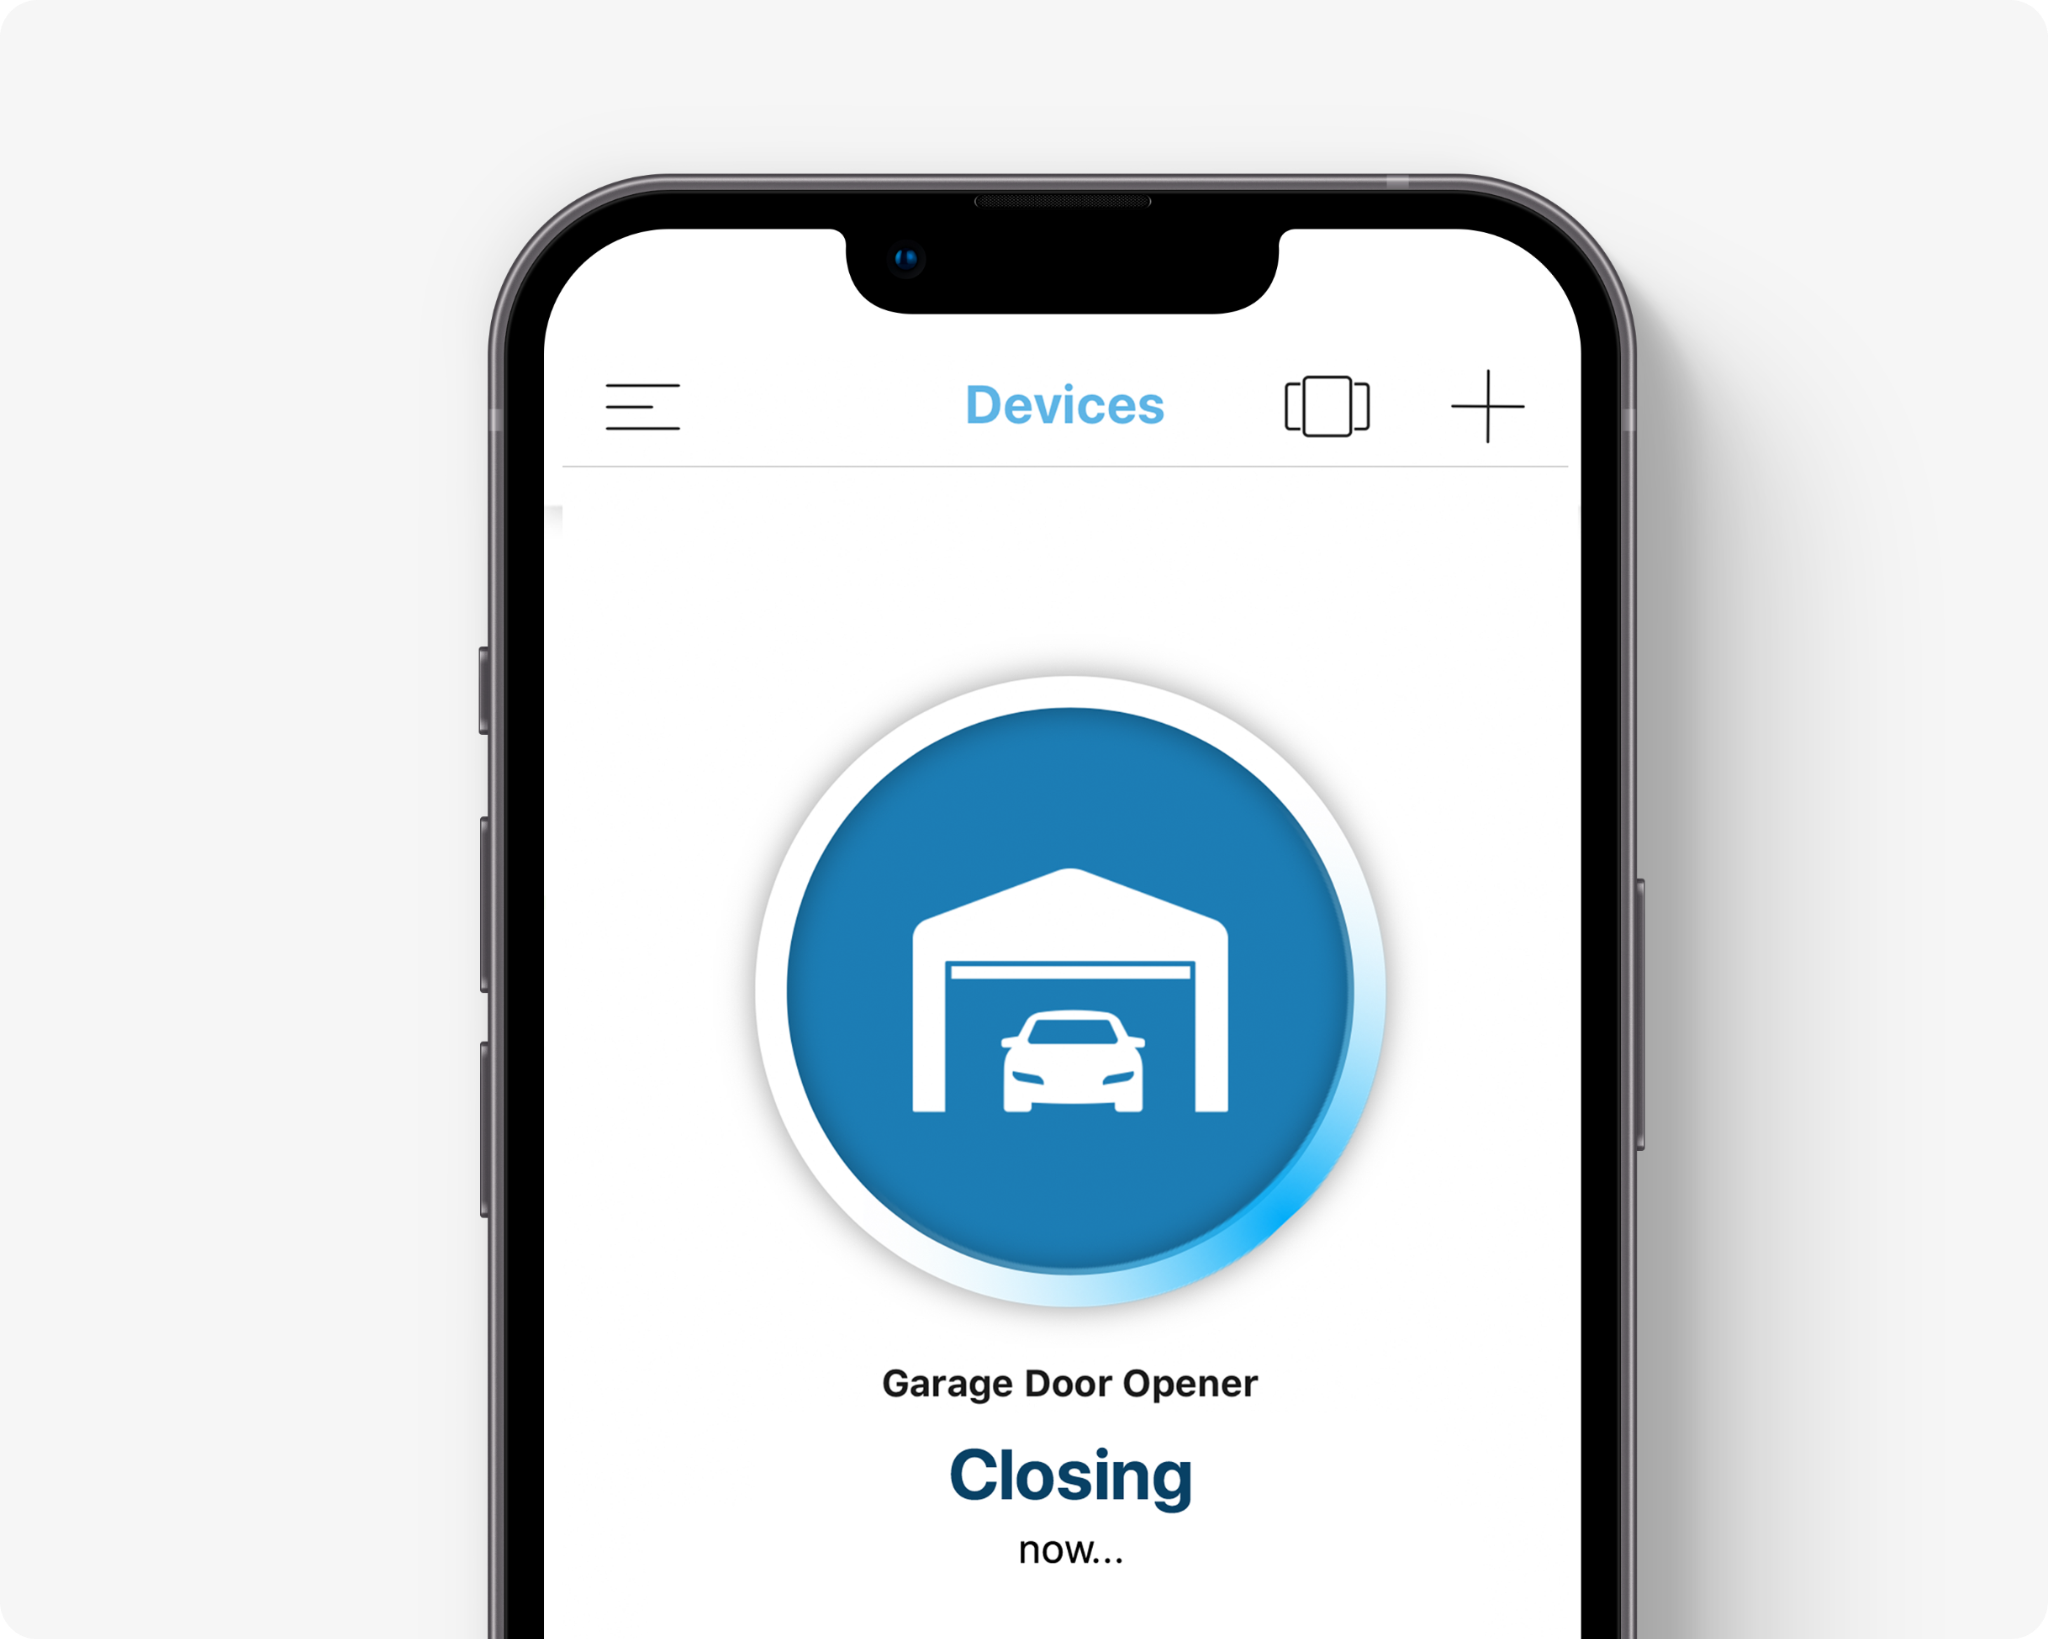 Devices
Garage Door Opener
Closing
now...